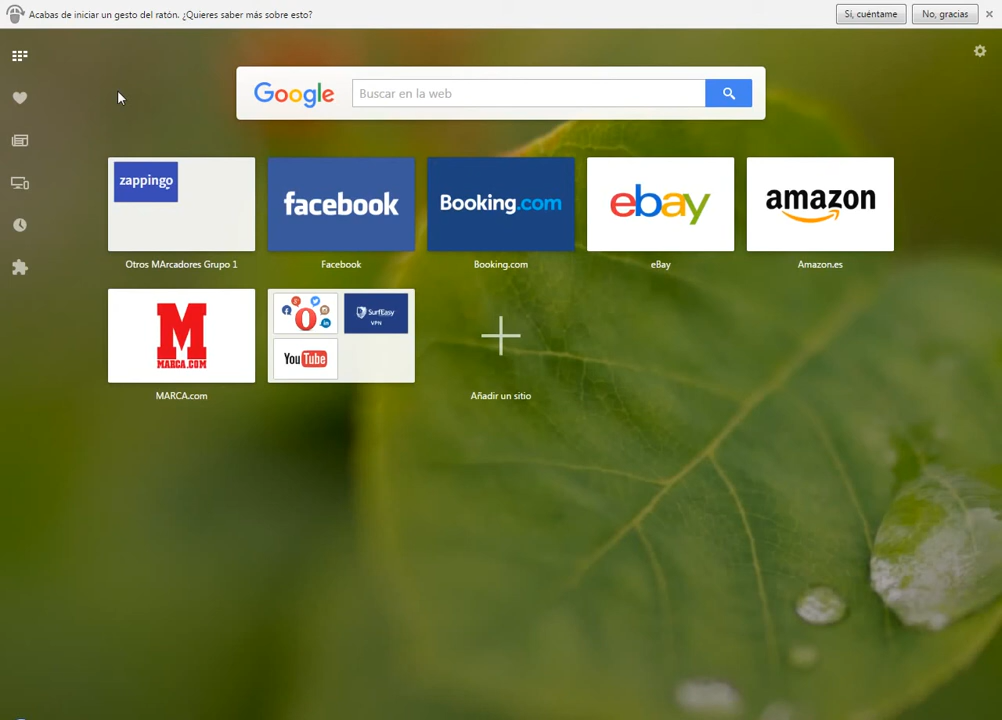 Acabas de iniciar un gesto del ratón. ¿Quieres saber más sobre esto?
Sí, cuéntame
No, gracias
Google
Buscar en la web
zappingo
facebook
Booking.com
ebay
amazon
Otros MArcadores Grupo 1
Facebook
Booking.com
eBay
Amazon.es
M
MARCA.COM
SurfEasy
VPN
YouTube
MARCA.com
Añadir un sitio